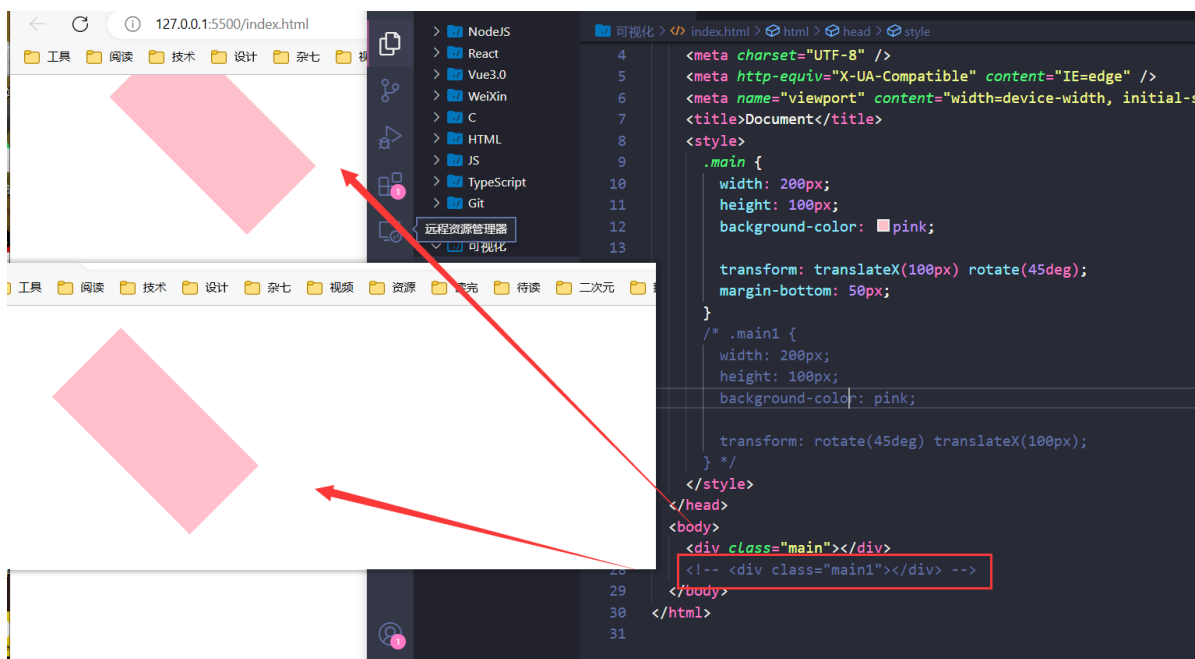 127.0.0.1:5500/index.html
工具 阅读 技术 设计 杂七
NodeJS
React
Vue3.0
WeiXin
C
HTML
JS
TypeScript
Git
远程资源管理器
可视化
1
工具 阅读 技术 设计 杂七 视频 资源 读完 待读 二次元
1
可视化 > index.html > html > head > style
4 <meta charset="UTF-8" />
5 <meta http-equiv="X-UA-Compatible" content="IE=edge" />
6 <meta name="viewport" content="width=device-width,
7 <title>Document</title>
8 <style>
9 .main {
10 width: 200px;
11 height: 100px;
12 background-color: pink;
13
transform: translateX(100px) rotate(45deg);
margin-bottom: 50px;
}
/* .main1 {
width: 200px;
height: 100px;
background-color: pink;
transform: rotate(45deg) translateX(100px);
} */
</style>
</head>
<body>
<div class="main"></div>
28 <!-- <div class="main1"></div> -->
29 </body>
30 </html>
31